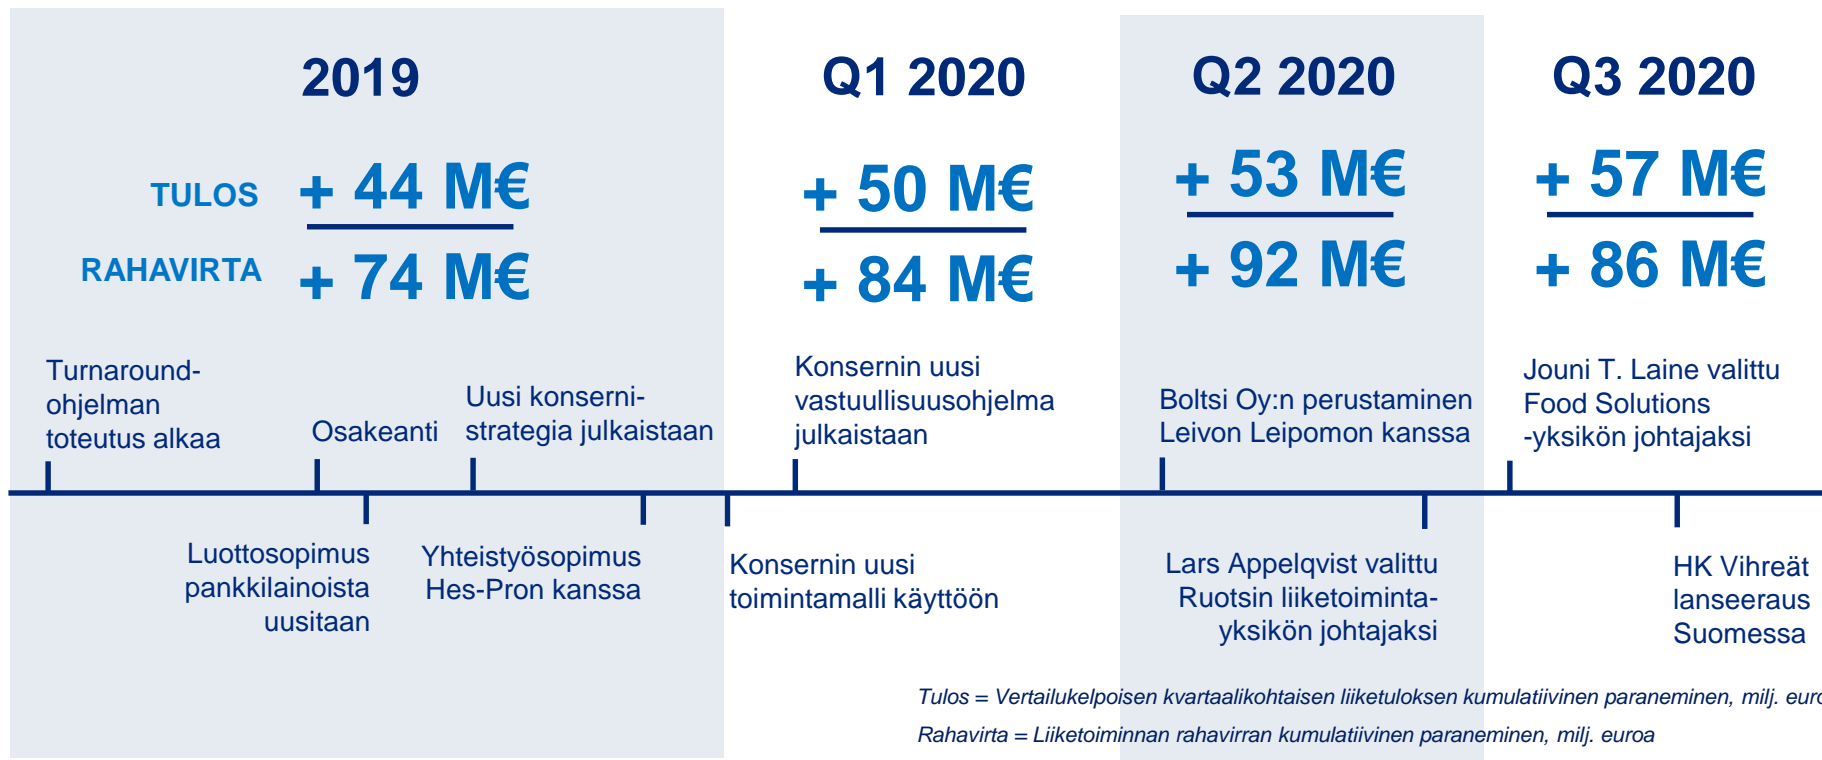 2019
Q1 2020
Q2 2020
Q3 2020
TULOS
+ 44 M€
+ 50 M€
+ 53 M€
+ 57 M€
RAHAVIRTA
+ 74 M€
+ 84 M€
+ 92 M€
+ 86 M€
Turnaround-
ohjelman
toteutus alkaa
Osakeanti
Uusi konserni-
strategia julkaistaan
Konsernin uusi
vastuullisuusohjelma
julkaistaan
Boltsi Oy:n perustaminen
Leivon Leipomon kanssa
Jouni T. Laine valittu
Food Solutions
-yksikön johtajaksi
Luottosopimus
pankkilainoista
uusitaan
Yhteistyösopimus
Hes-Pron kanssa
Konsernin uusi
toimintamalli käyttöön
Lars Appelqvist valittu
Ruotsin liiketoiminta-
yksikön johtajaksi
HK Vihreät
lanseeraus
Suomessa
Tulos = Vertailukelpoisen kvartaalikohtaisen liiketuloksen kumulatiivinen paraneminen, milj.
Rahavirta = Liiketoiminnan rahavirran kumulatiivinen paraneminen, milj. euroa